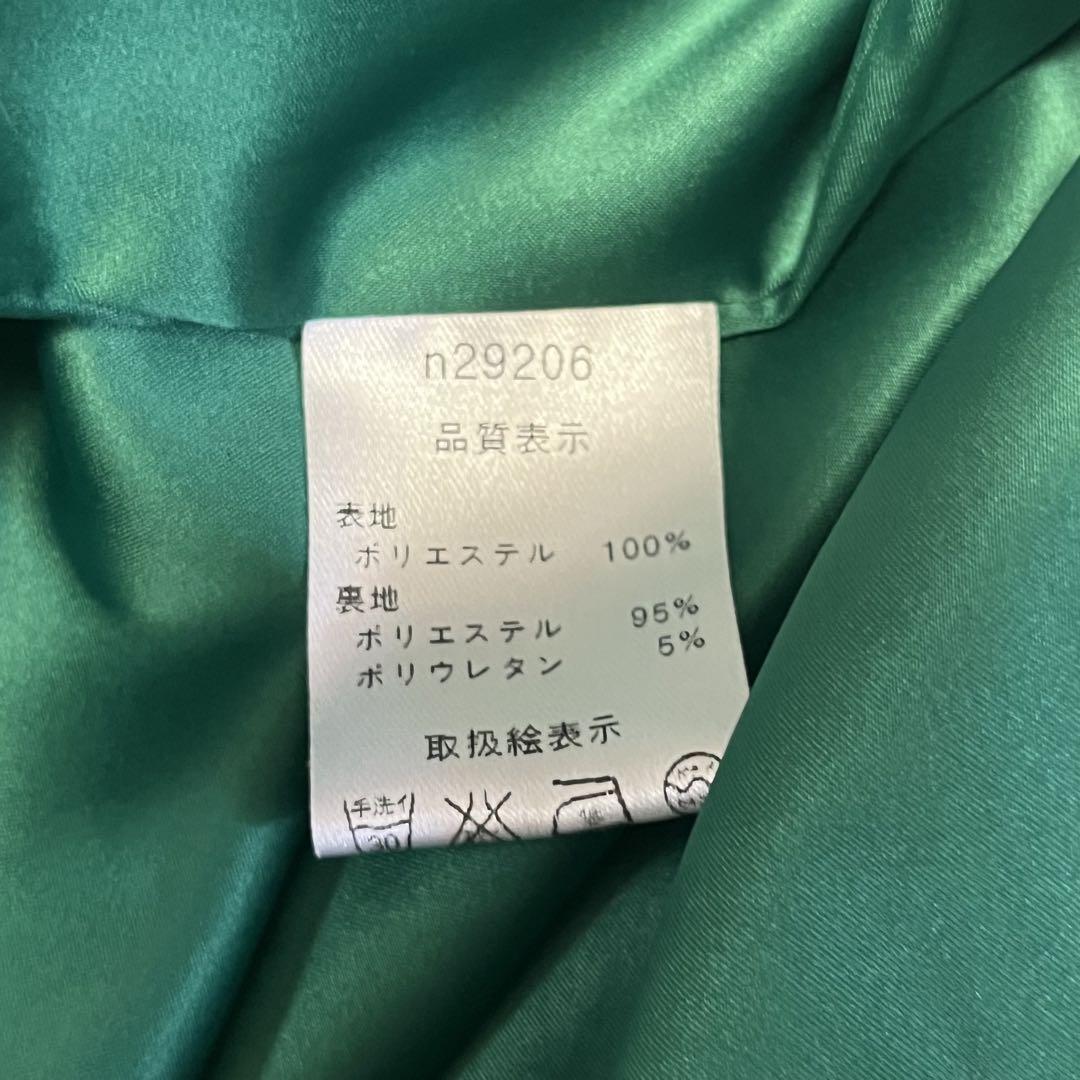 n29206
品質表示
表地
ポリエステル 100%
裏地
ポリエステル 95%
ポリウレタン 5%
取扱絵表示
手洗イ
30